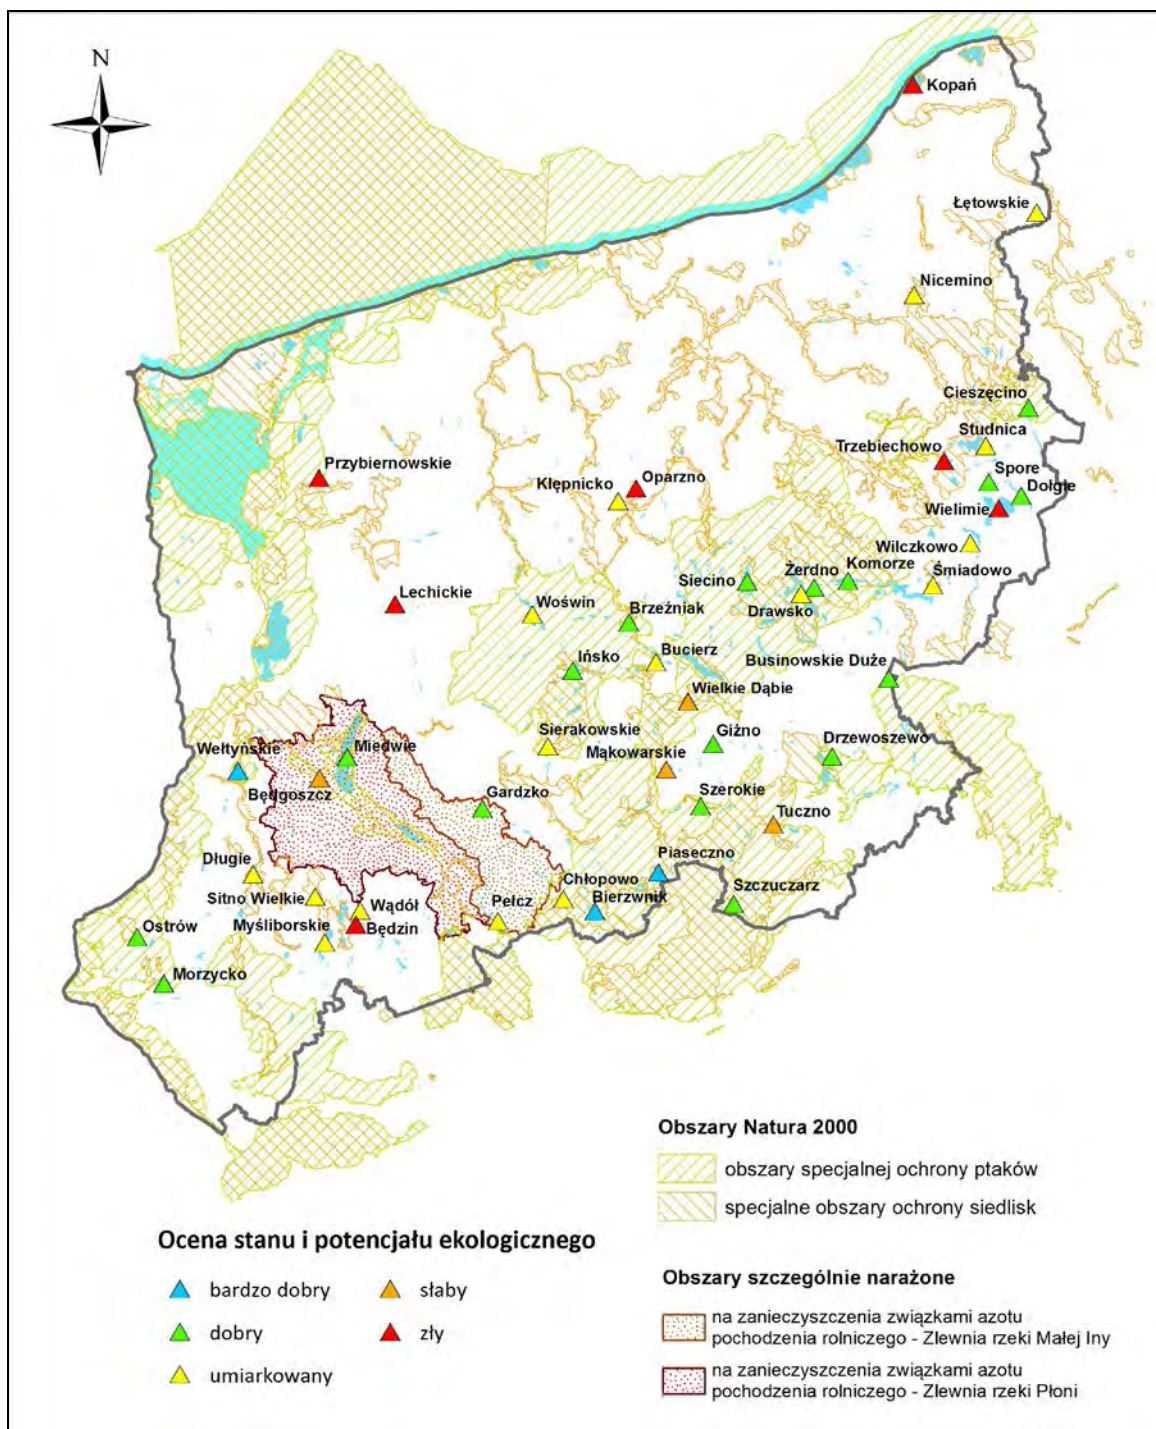 N
Kopań
Łętowskie
Nicemino
Cieszęcino
Studnica
Trzebiechowo
Przybiernowskie
Spore
Oparzno
Kłępnicko
Dołgie
Wielimie
Wilczkowo
Żerdno
Komorze
Śmiadowo
Siecino
Lechickie
Woświn
Brzeźniak
Drawsko
Ińsko
Bucierz
Businowskie Duże
Wielkie Dąbie
Sierakowskie
Giżno
Drzewoszewo
Wełtyńskie
Miedwie
Mąkowarskie
Będgoszcz
Gardzko
Szerokie
Tuczno
Długie
Piaseczno
Chłopowo
Szczuczarz
Sitno Wielkie
Bierzwnik
Pełcz
Wądół
Ostrów
Myśliborskie
Będzin
Morzycko
Obszary Natura 2000
obszary specjalnej ochrony ptaków
specjalne obszary ochrony siedlisk
Ocena stanu i potencjału ekologicznego
bardzo dobry
słaby
dobry
zły
umiarkowany
Obszary szczególnie narażone
na zanieczyszczenia związkami azotu
pochodzenia rolniczego - Zlewnia rzeki Małej Iny
na zanieczyszczenia związkami azotu
pochodzenia rolniczego - Zlewnia rzeki Płoni